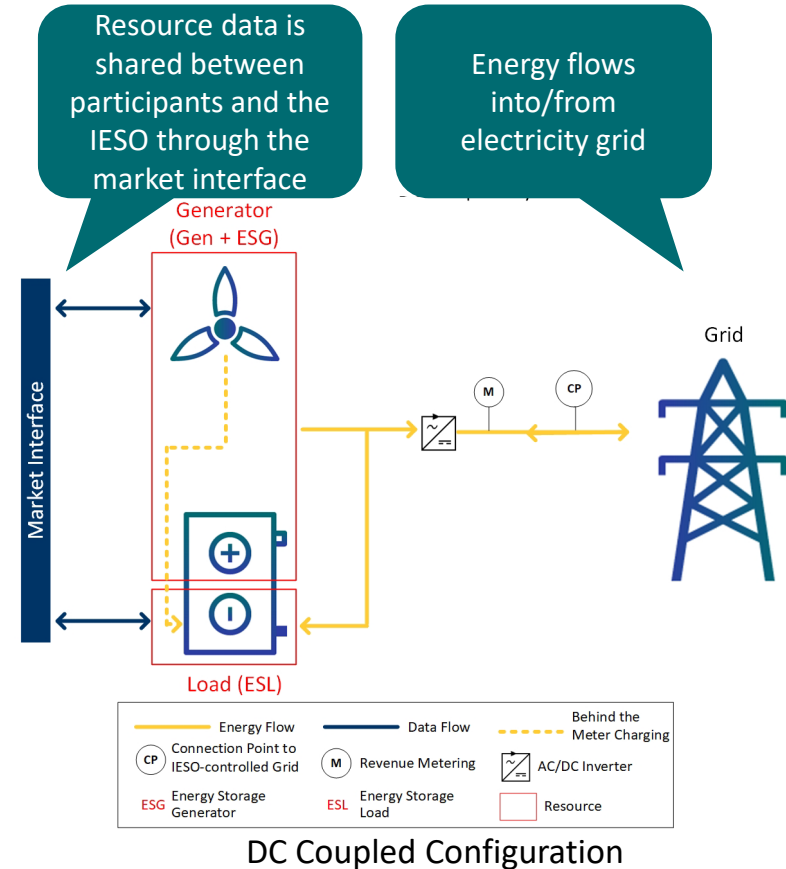 Resource data is
shared between
participants and the
IESO through the
market interface
Energy flows
into/from
electricity grid
Generator
(Gen + ESG)
Market Interface
M
CP
Grid
Load (ESL)
Energy Flow
Data Flow
Behind the
Meter Charging
CP Connection Point to
IESO-controlled Grid
M Revenue Metering
AC/DC Inverter
ESG Energy Storage
Generator
ESL Energy Storage
Load
Resource
DC Coupled Configuration